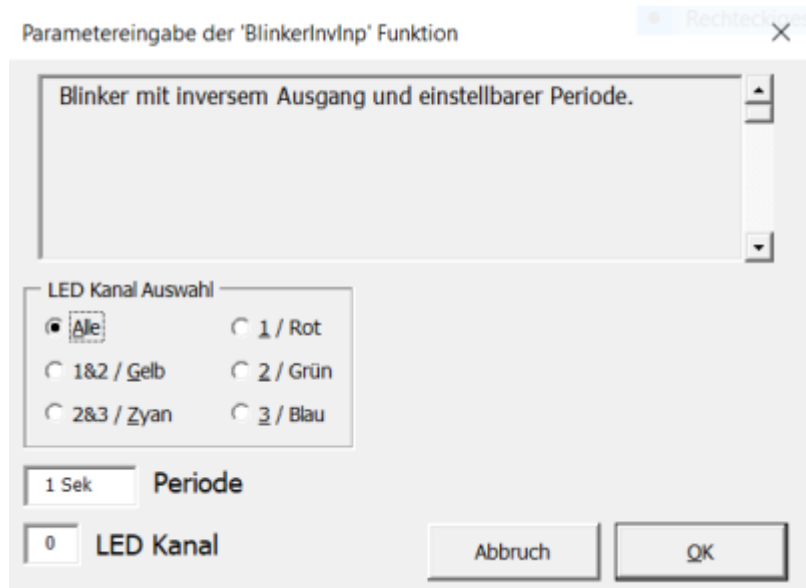 Rechteckiges
Parametereingabe der 'BlinkerInvInp' Funktion
Blinker mit inversem Ausgang und einstellbarer Periode.
LED Kanal Auswahl
Alle
1 / Rot
1&2 / Gelb
2 / Grün
2&3 / Zyan
3 / Blau
1 Sek Periode
0 LED Kanal
Abbruch
OK